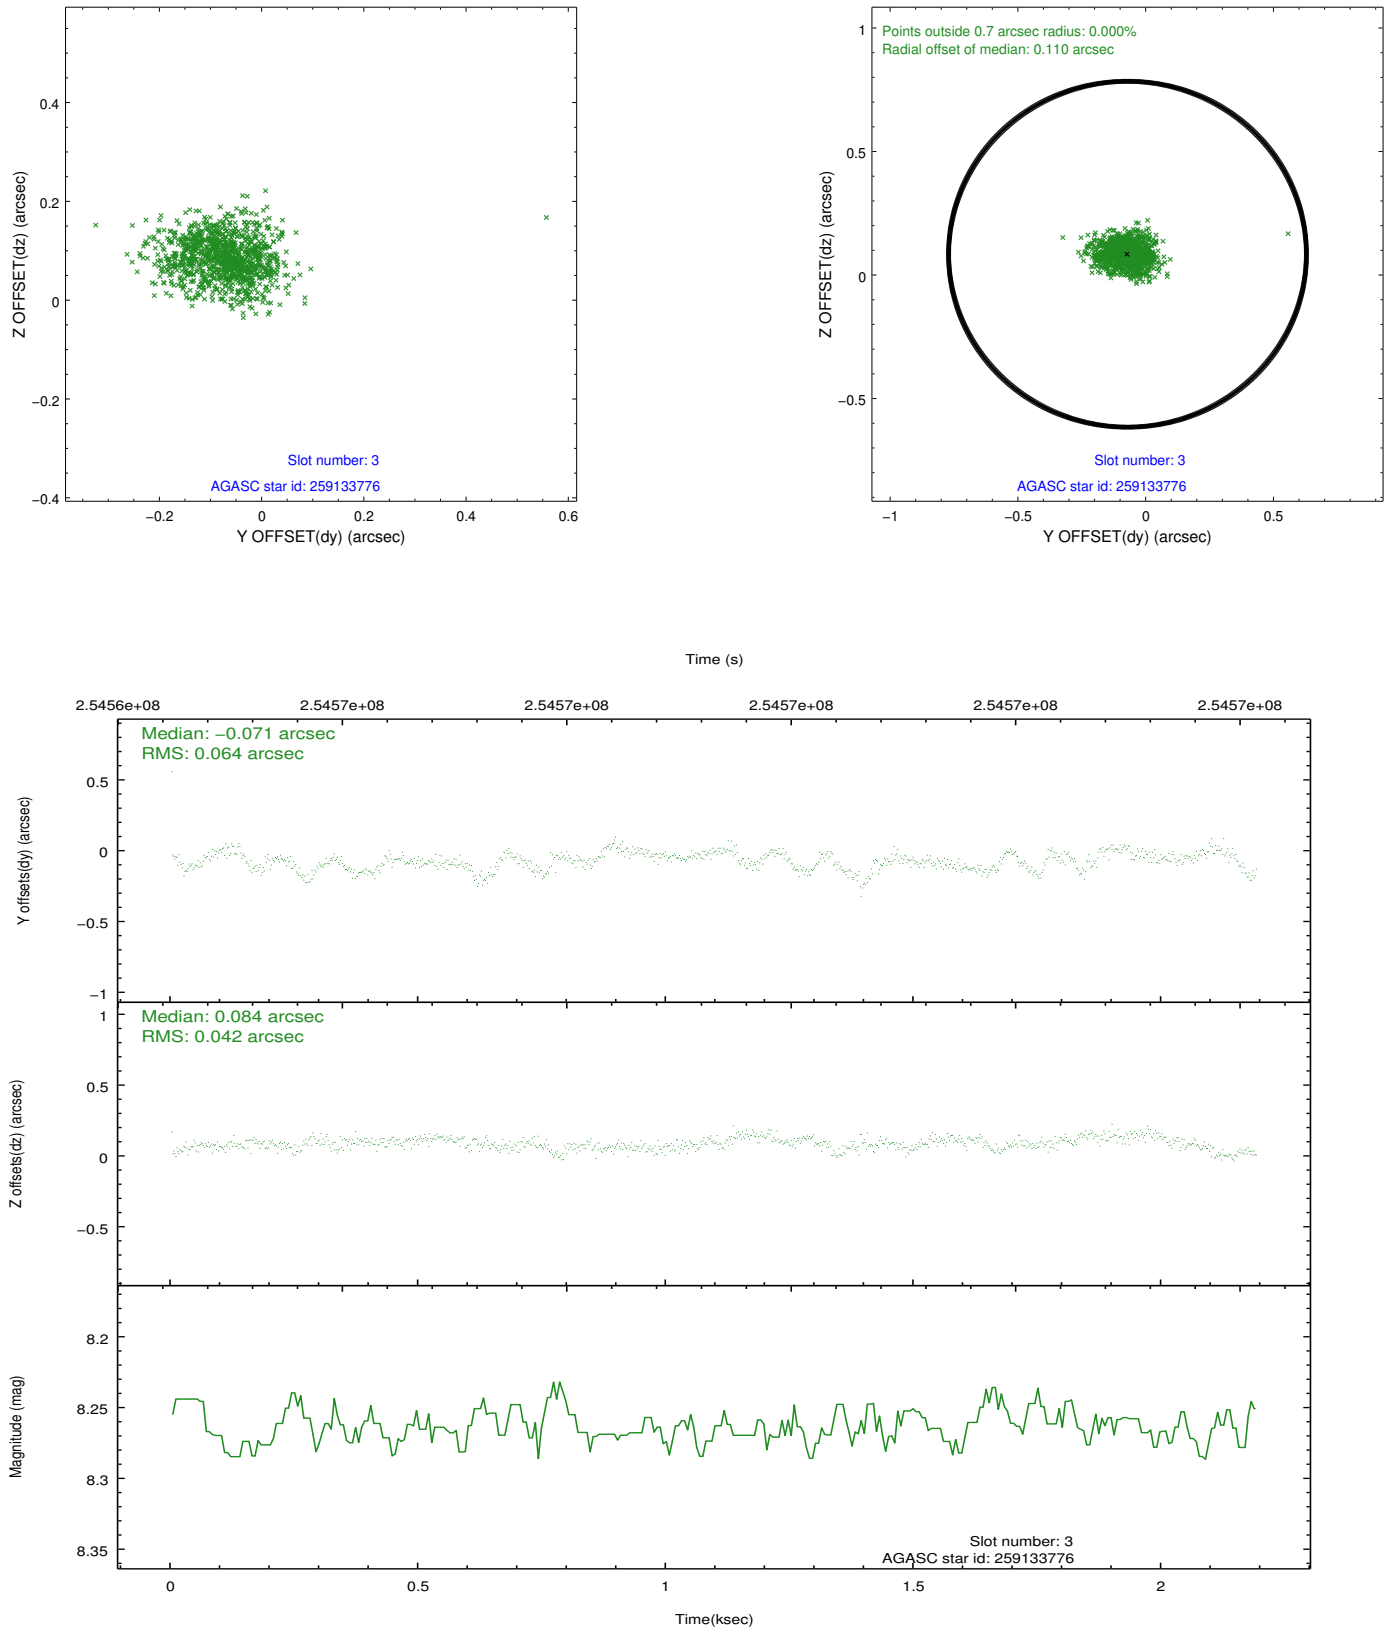 0.4
0.2
0
−0.2
−0.4
Z OFFSET(dz) (arcsec)
Slot number: 3
AGASC star id: 259133776
−0.2 0 0.2 0.4 0.6
Y OFFSET(dy) (arcsec)
Points outside 0.7 arcsec radius: 0.000%
Radial offset of median: 0.110 arcsec
1
0.5
0
−0.5
Z OFFSET(dz) (arcsec)
Slot number: 3
AGASC star id: 259133776
−1 −0.5 0 0.5
Y OFFSET(dy) (arcsec)
Time (s)
2.5456e+08 2.5457e+08 2.5457e+08 2.5457e+08 2.5457e+08 2.5457e+08
Median: −0.071 arcsec
RMS: 0.064 arcsec
0.5
0
−0.5
−1
Y offsets(dy) (arcsec)
Median: 0.084 arcsec
RMS: 0.042 arcsec
1
0.5
0
−0.5
Z offsets(dz) (arcsec)
8.2
8.25
8.3
8.35
Magnitude (mag)
Slot number: 3
AGASC star id: 259133776
0 0.5 1 1.5 2
Time(ksec)